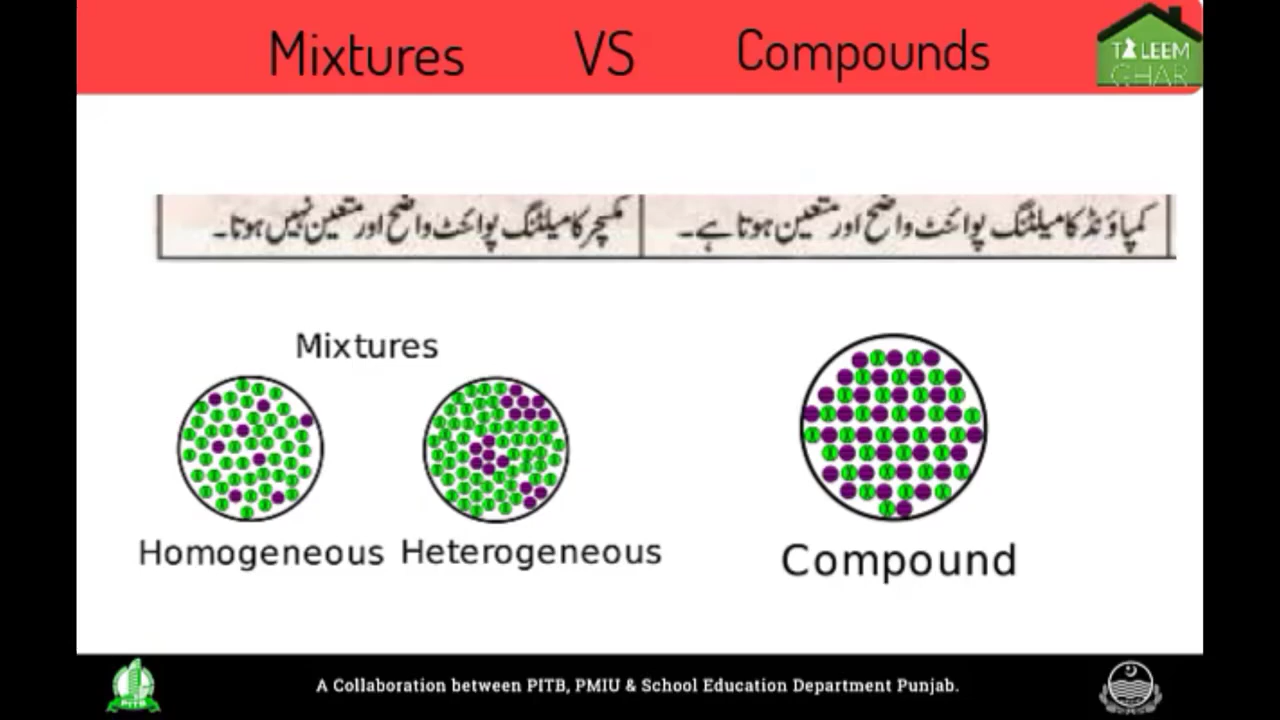 Mixtures VS Compounds
TALEEM
GHAR
کمپاؤنڈ کا میلٹنگ پوائنٹ واضح اور متعین ہوتا ہے۔
مکسچر کا میلٹنگ پوائنٹ واضح اور متعین نہیں ہوتا۔
Mixtures
Homogeneous Heterogeneous
Compound
PITB
A Collaboration between PITB, PMIU & School Education Department Punjab.